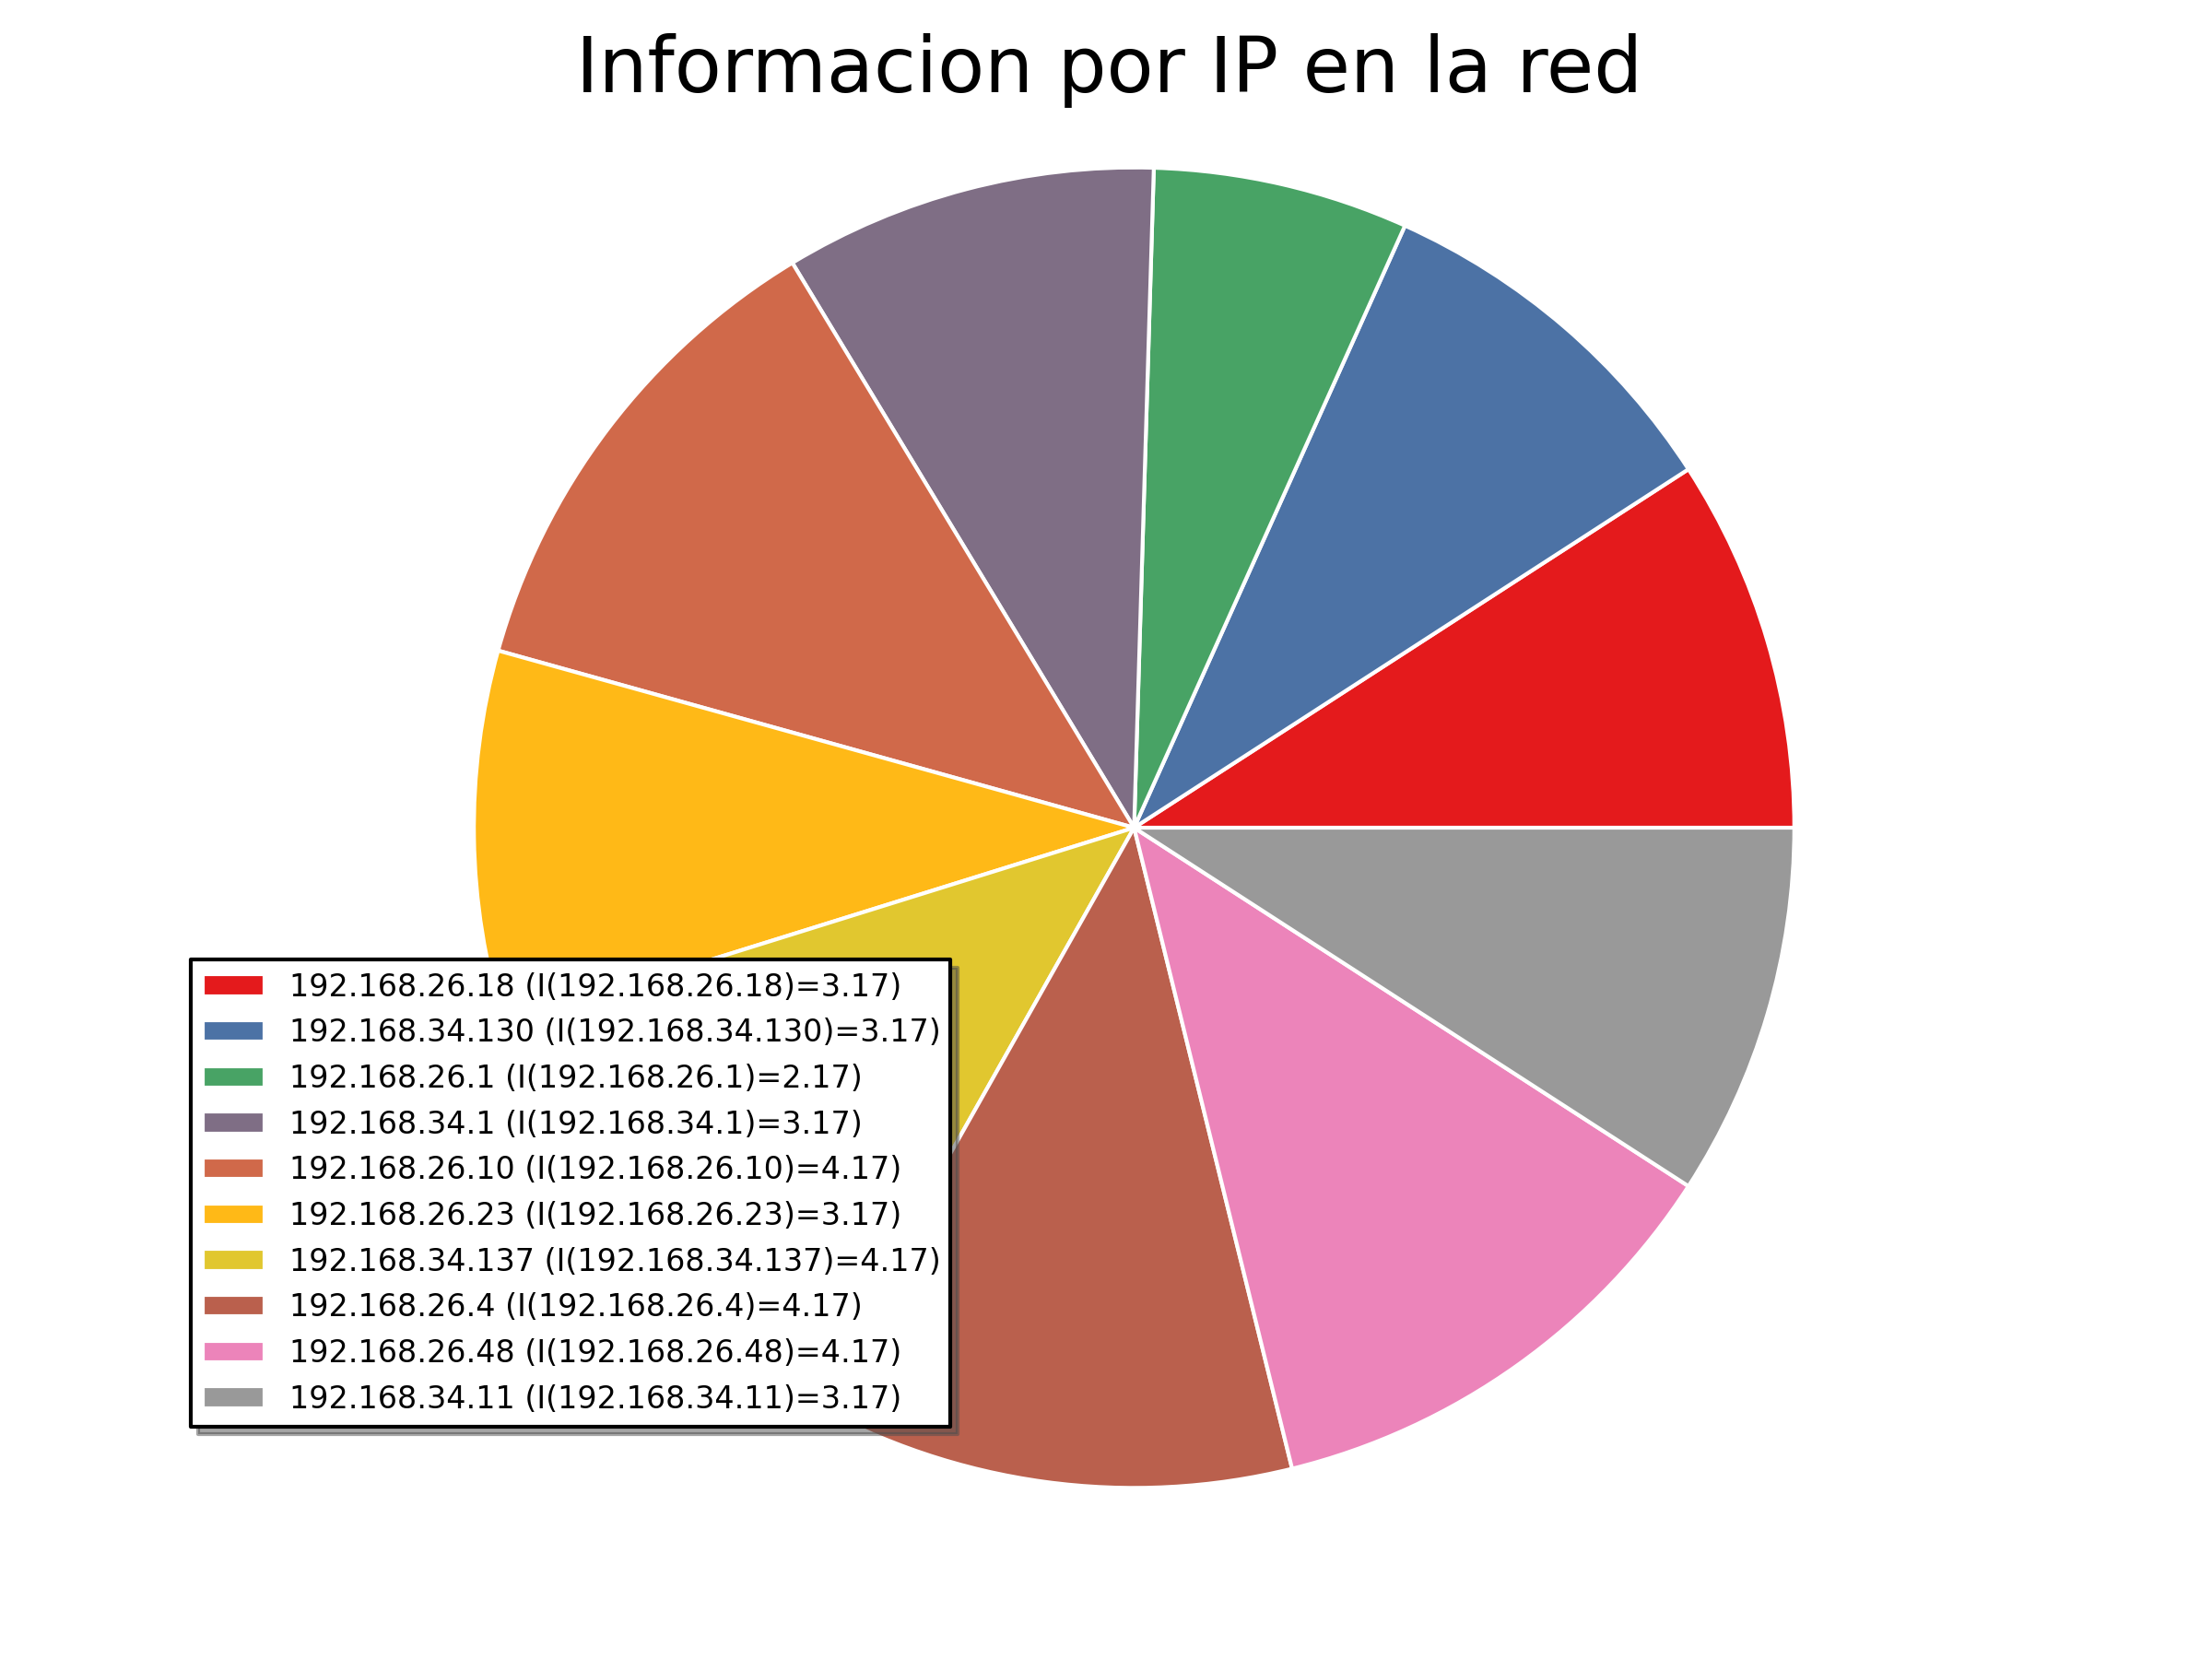 Informacion por IP en la red
192.168.26.18 (I(192.168.26.18)=3.17)
192.168.34.130 (I(192.168.34.130)=3.17)
192.168.26.1 (I(192.168.26.1)=2.17)
192.168.34.1 (I(192.168.34.1)=3.17)
192.168.26.10 (I(192.168.26.10)=4.17)
192.168.26.23 (I(192.168.26.23)=3.17)
192.168.34.137 (I(192.168.34.137)=4.17)
192.168.26.4 (I(192.168.26.4)=4.17)
192.168.26.48 (I(192.168.26.48)=4.17)
192.168.34.11 (I(192.168.34.11)=3.17)